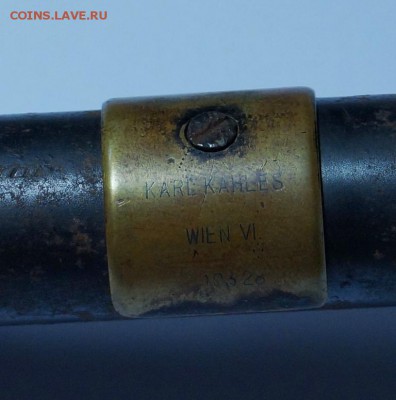 COINS.LAVE.RU
KARL KAHLES
WIEN VI.